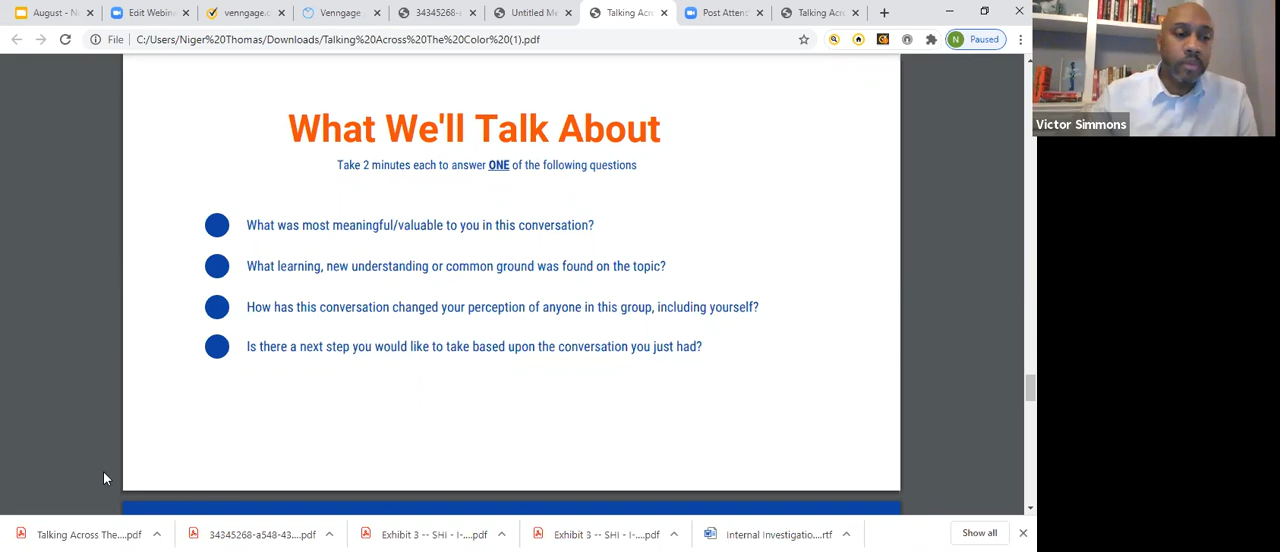 August - N
Edit Webine
venngage.c
Venngage
34345268-a
Untitled Me
Talking Acr
Post Attend
Talking Acr
File
C:/Users/Niger%20Thomas/Downloads/Talking%20Across%20The%20Color%20(1).pdf
N Paused
Victor Simmons
What We'll Talk About
Take 2 minutes each to answer ONE of the following questions
What was most meaningful/valuable to you in this conversation?
What learning, new understanding or common ground was found on the topic?
How has this conversation changed your perception of anyone in this group, including yourself?
Is there a next step you would like to take based upon the conversation you just had?
Talking Across The....pdf
34345268-a548-43....pdf
Exhibit 3 -- SHI - I-....pdf
Exhibit 3 -- SHI - I-....pdf
Internal Investigatio....rtf
Show all